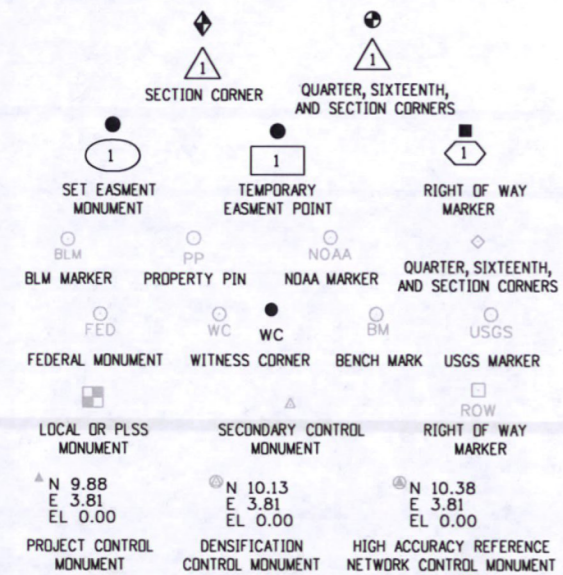 1 1
SECTION CORNER QUARTER, SIXTEENTH,
AND SECTION CORNERS
1 1 1
SET EASMENT TEMPORARY RIGHT OF WAY
MONUMENT EASMENT POINT MARKER
BLM PP NOAA
BLM MARKER PROPERTY PIN NOAA MARKER QUARTER, SIXTEENTH,
AND SECTION CORNERS
FED WC WC BM USGS
FEDERAL MONUMENT WITNESS CORNER BENCH MARK USGS MARKER
ROW
LOCAL OR PLSS SECONDARY CONTROL RIGHT OF WAY
MONUMENT MONUMENT MARKER
N 9.88 N 10.13 N 10.38
E 3.81 E 3.81 E 3.81
EL 0.00 EL 0.00 EL 0.00
PROJECT CONTROL DENSIFICATION HIGH ACCURACY REFERENCE
MONUMENT CONTROL MONUMENT NETWORK CONTROL MONUMENT